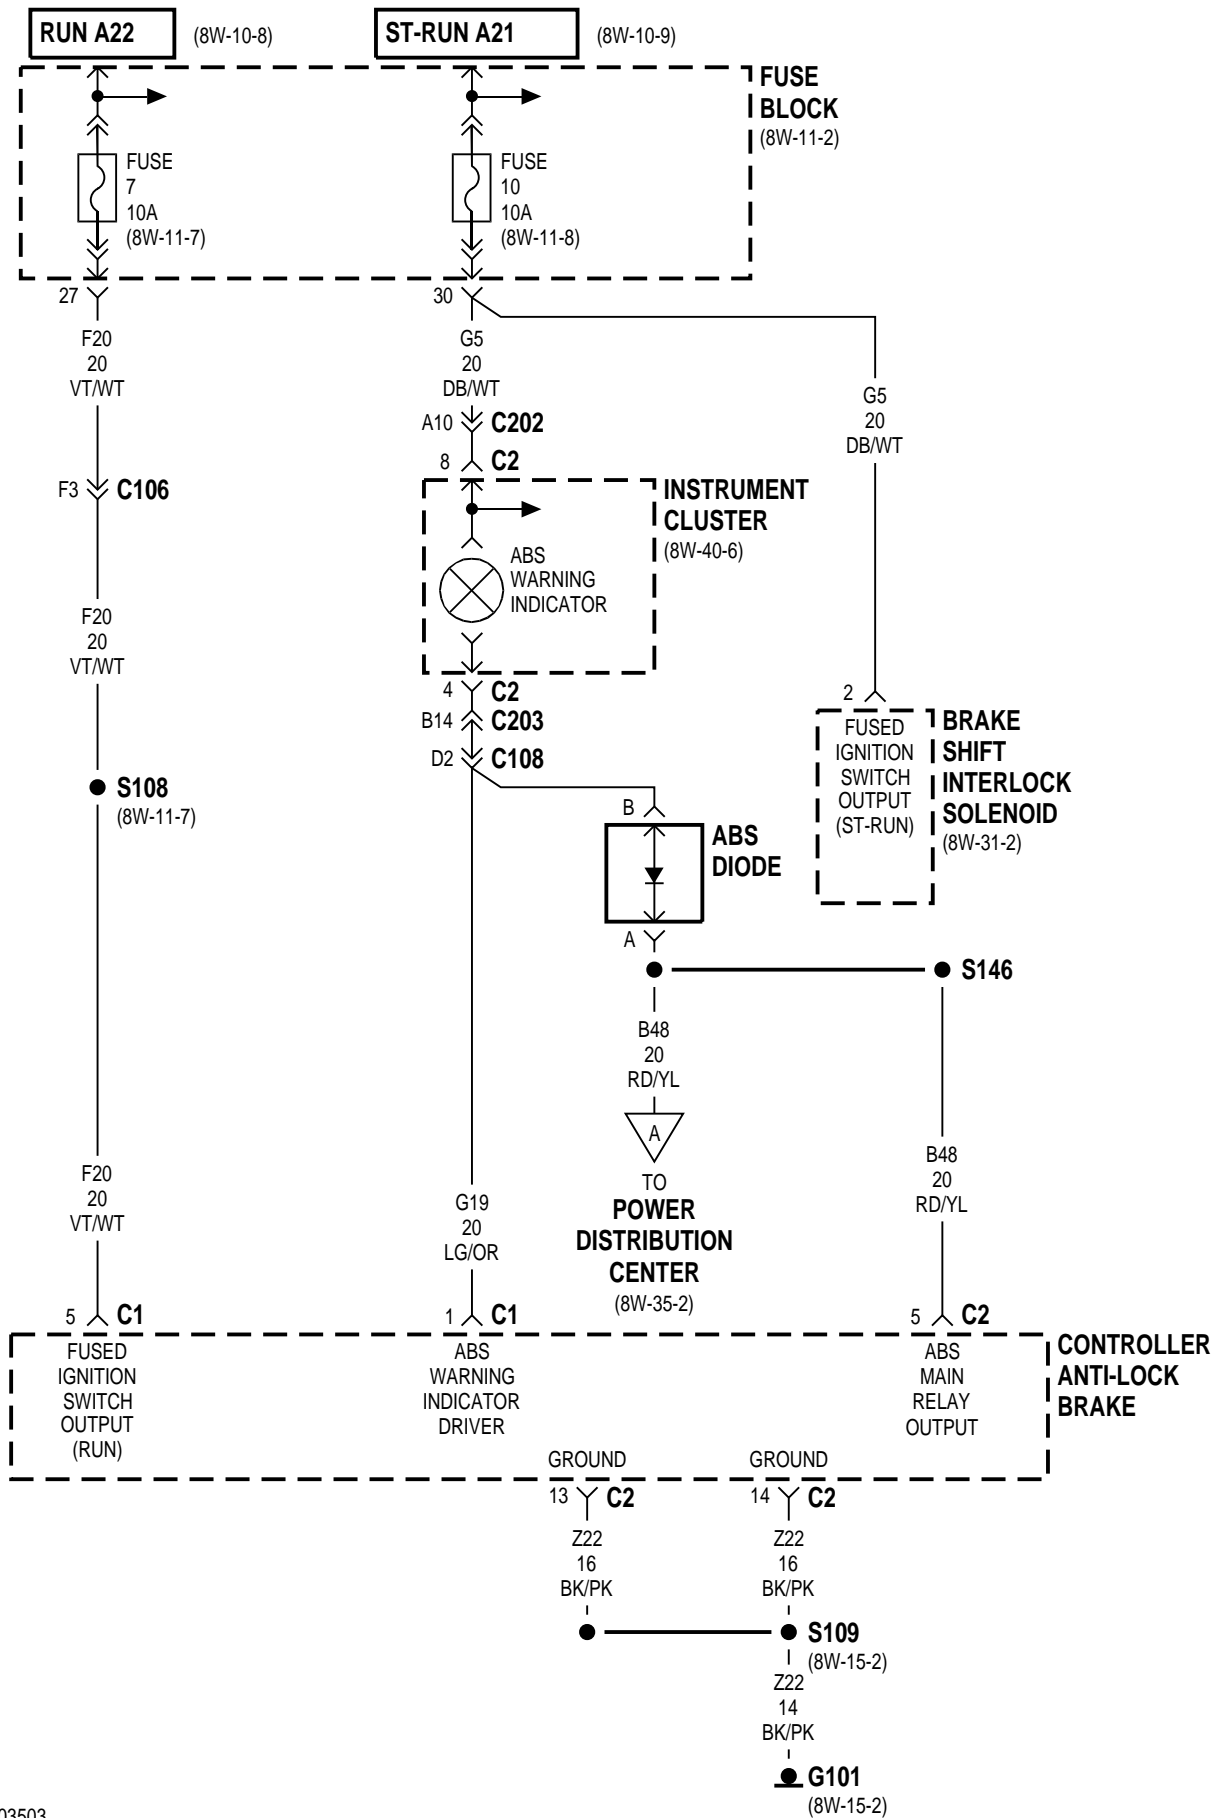 RUN A22
(8W-10-8)
ST-RUN A21
(8W-10-9)
FUSE
BLOCK
(8W-11-2)
FUSE
7
10A
(8W-11-7)
FUSE
10
10A
(8W-11-8)
27
F20
20
VT/WT
30
G5
20
DB/WT
G5
20
DB/WT
A10
C202
8
C2
F3
C106
INSTRUMENT
CLUSTER
(8W-40-6)
ABS
WARNING
INDICATOR
F20
20
VT/WT
4
C2
B14
C203
D2
C108
2
FUSED
IGNITION
SWITCH
OUTPUT
(ST-RUN)
BRAKE
SHIFT
INTERLOCK
SOLENOID
(8W-31-2)
S108
(8W-11-7)
B
ABS
DIODE
A
S146
B48
20
RD/YL
A
TO
POWER
DISTRIBUTION
CENTER
(8W-35-2)
F20
20
VT/WT
G19
20
LG/OR
B48
20
RD/YL
5
C1
1
C1
5
C2
FUSED
IGNITION
SWITCH
OUTPUT
(RUN)
ABS
WARNING
INDICATOR
DRIVER
ABS
MAIN
RELAY
OUTPUT
CONTROLLER
ANTI-LOCK
BRAKE
GROUND
GROUND
13
C2
14
C2
Z22
16
BK/PK
Z22
16
BK/PK
S109
(8W-15-2)
Z22
14
BK/PK
G101
(8W-15-2)